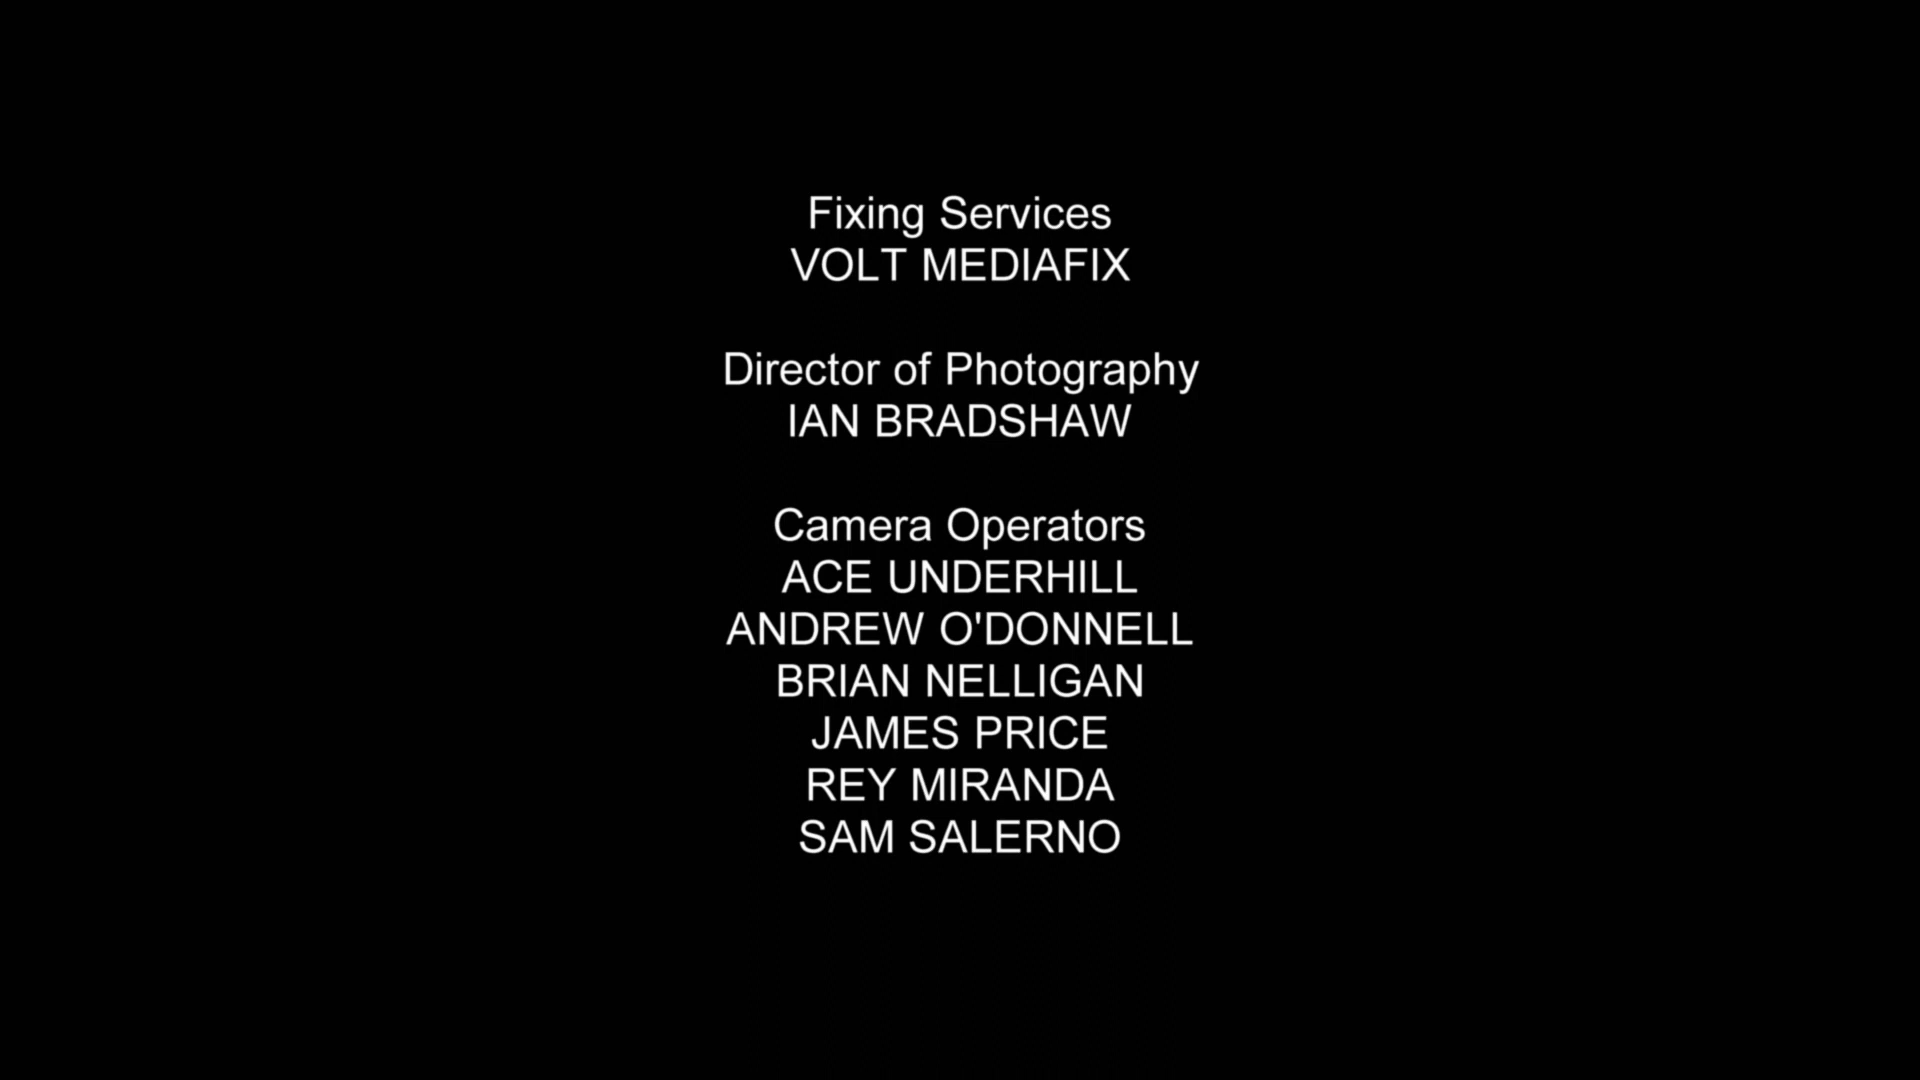 Fixing Services
VOLT MEDIAFIX
Director of Photography
IAN BRADSHAW
Camera Operators
ACE UNDERHILL
ANDREW O'DONNELL
BRIAN NELLIGAN
JAMES PRICE
REY MIRANDA
SAM SALERNO